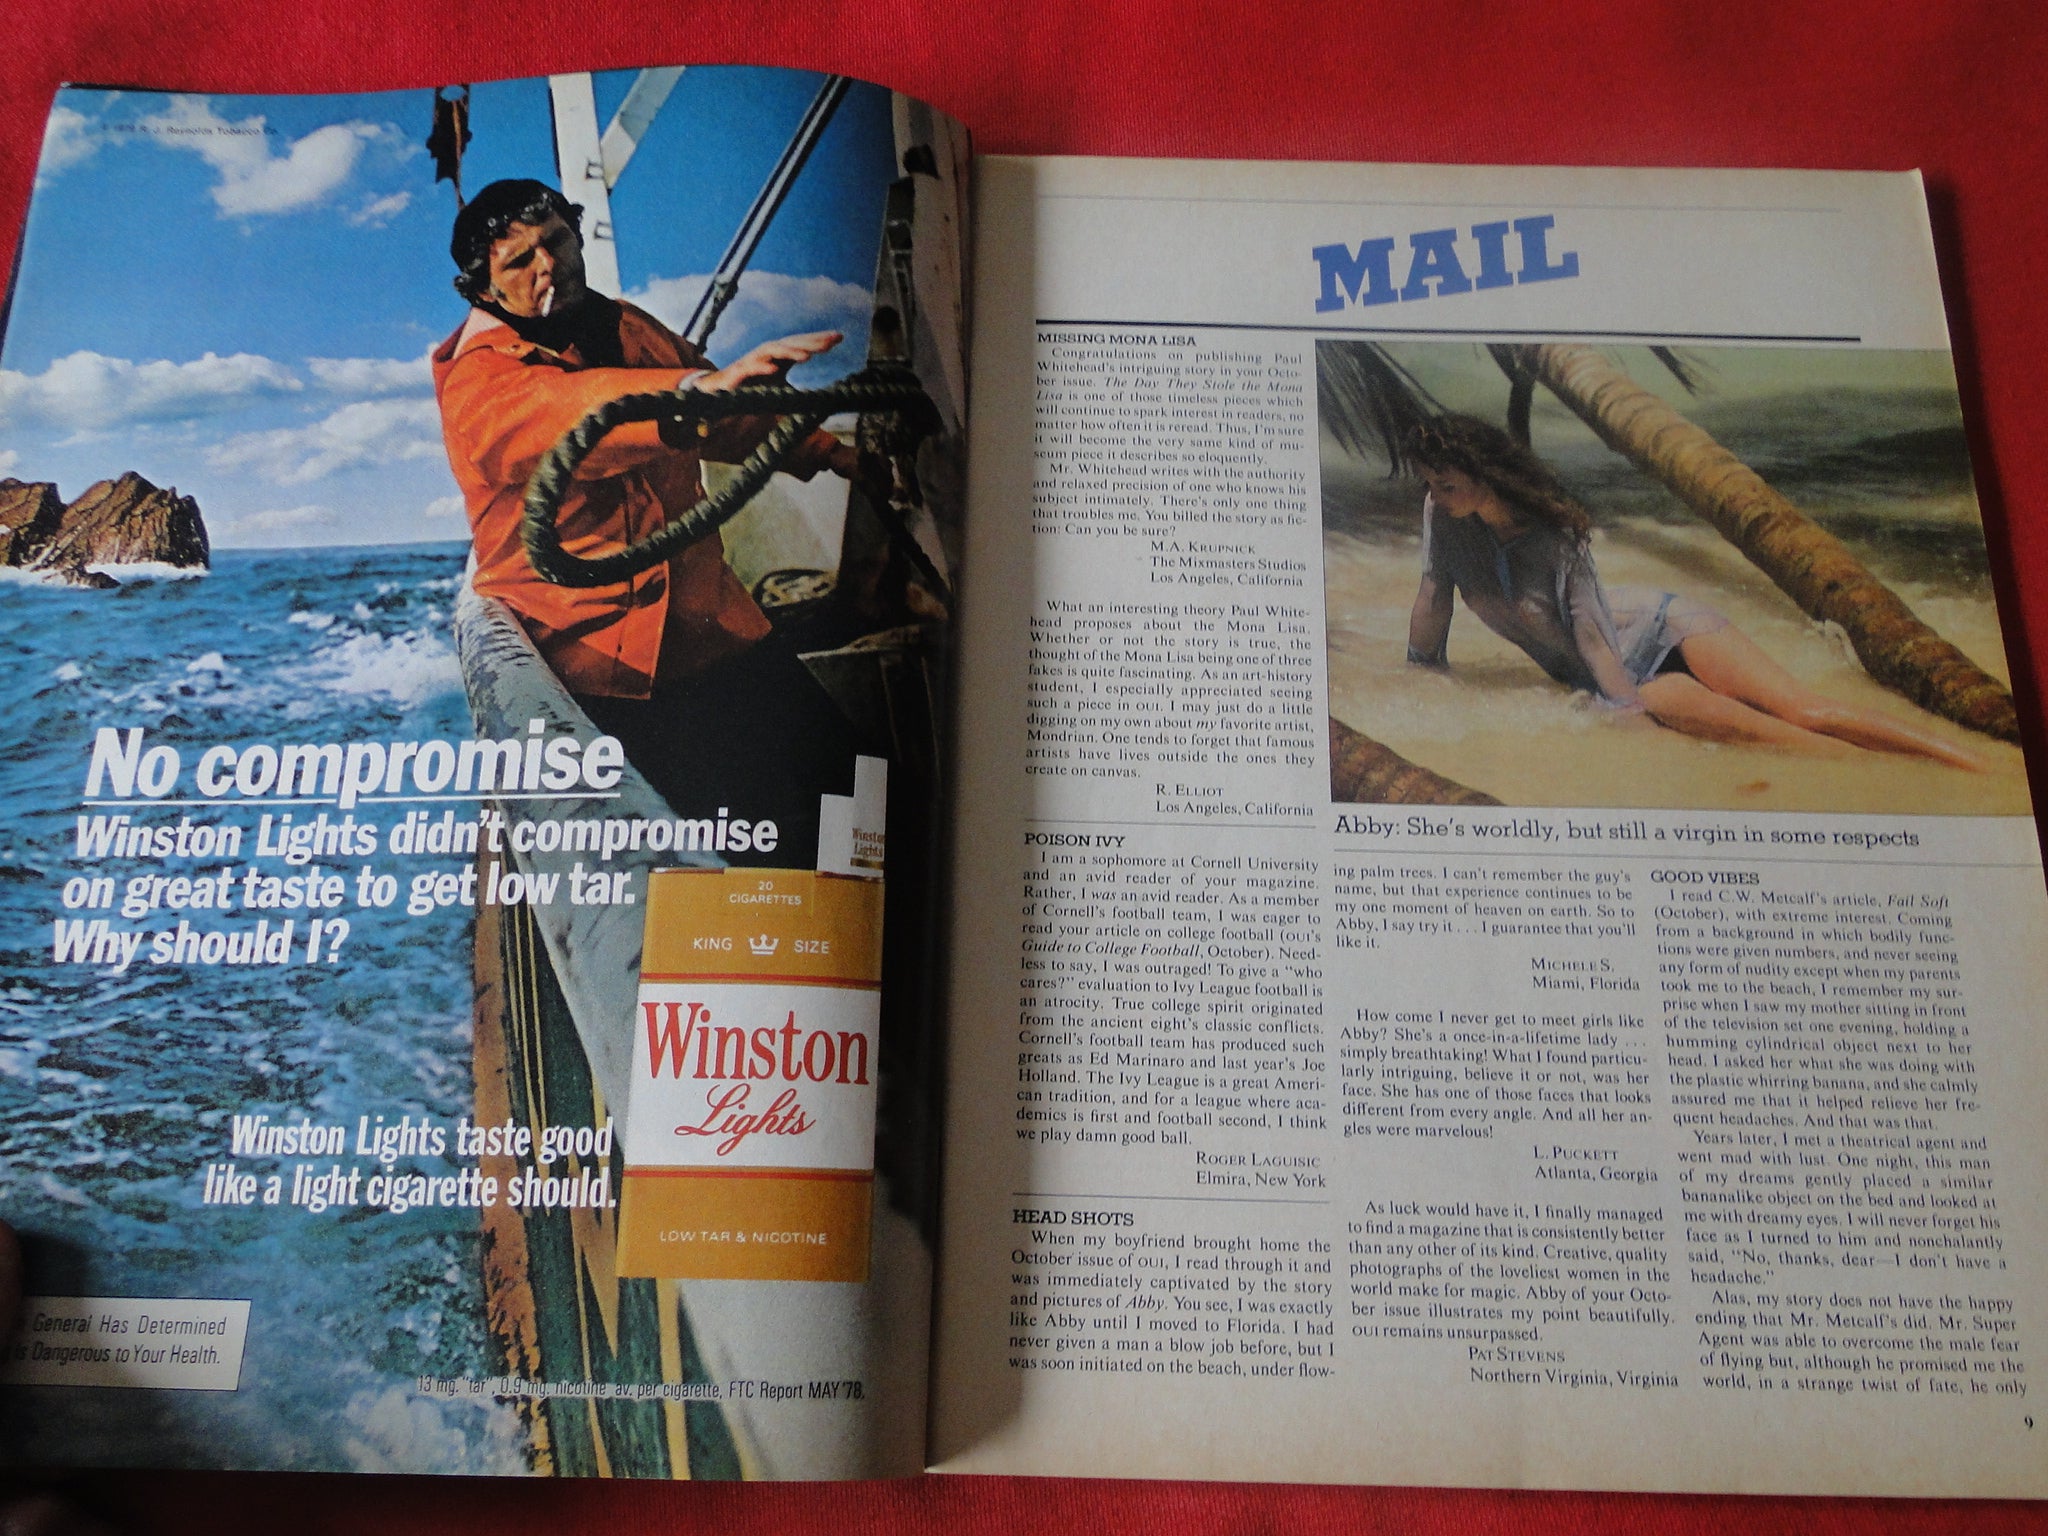 © 1978 R. J. Reynolds Tobacco Co.
No compromise
Winston Lights didn't compromise
on great taste to get low tar.
Why should I?
Winston
Lights
20
CIGARETTES
KING SIZE
Winston
Lights
LOW TAR & NICOTINE
Winston Lights taste good
like a light cigarette should.
General Has Determined
is Dangerous to Your Health.
13 mg. "tar", 0.9 mg. nicotine av. per cigarette, FTC Report MAY '78.
MAIL
MISSING MONA LISA
Congratulations on publishing Paul
Whitehead's intriguing story in your Octo-
ber issue. The Day They Stole the Mona
Lisa is one of those timeless pieces which
will continue to spark interest in readers, no
matter how often it is reread. Thus, I'm sure
it will become the very same kind of mu-
seum piece it describes so eloquently.
Mr. Whitehead writes with the authority
and relaxed precision of one who knows his
subject intimately. There's only one thing
that troubles me. You billed the story as fic-
tion: Can you be sure?
M.A. KRUPNICK
The Mixmasters Studios
Los Angeles, California
What an interesting theory Paul White-
head proposes about the Mona Lisa.
Whether or not the story is true, the
thought of the Mona Lisa being one of three
fakes is quite fascinating. As an art-history
student, I especially appreciated seeing
such a piece in OUI. I may just do a little
digging on my own about my favorite artist,
Mondrian. One tends to forget that famous
artists have lives outside the ones they
create on canvas.
R. ELLIOT
Los Angeles, California
POISON IVY
I am a sophomore at Cornell University
and an avid reader of your magazine.
Rather, I was an avid reader. As a member
of Cornell's football team, I was eager to
read your article on college football (OUI's
Guide to College Football, October). Need-
less to say, I was outraged! To give a "who
cares?" evaluation to Ivy League football is
an atrocity. True college spirit originated
from the ancient eight's classic conflicts.
Cornell's football team has produced such
greats as Ed Marinaro and last year's Joe
Holland. The Ivy League is a great Ameri-
can tradition, and for a league where aca-
demics is first and football second, I think
we play damn good ball.
ROGER LAGUISIC
Elmira, New York
HEAD SHOTS
When my boyfriend brought home the
October issue of OUI, I read through it and
was immediately captivated by the story
and pictures of Abby. You see, I was exactly
like Abby until I moved to Florida. I had
never given a man a blow job before, but I
was soon initiated on the beach, under flow-
Abby: She's worldly, but still a virgin in some respects
ing palm trees. I can't remember the guy's
name, but that experience continues to be
my one moment of heaven on earth. So to
Abby, I say try it . . . I guarantee that you'll
like it.
MICHELE S.
Miami, Florida
How come I never get to meet girls like
Abby? She's a once-in-a-lifetime lady . . .
simply breathtaking! What I found particu-
larly intriguing, believe it or not, was her
face. She has one of those faces that looks
different from every angle. And all her an-
gles were marvelous!
L. PUCKETT
Atlanta, Georgia
As luck would have it, I finally managed
to find a magazine that is consistently better
than any other of its kind. Creative, quality
photographs of the loveliest women in the
world make for magic. Abby of your Octo-
ber issue illustrates my point beautifully.
OUI remains unsurpassed.
PAT STEVENS
Northern Virginia, Virginia
GOOD VIBES
I read C.W. Metcalf's article, Fail Soft
(October), with extreme interest. Coming
from a background in which bodily func-
tions were given numbers, and never seeing
any form of nudity except when my parents
took me to the beach, I remember my sur-
prise when I saw my mother sitting in front
of the television set one evening, holding a
humming cylindrical object next to her
head. I asked her what she was doing with
the plastic whirring banana, and she calmly
assured me that it helped relieve her fre-
quent headaches. And that was that.
Years later, I met a theatrical agent and
went mad with lust. One night, this man
of my dreams gently placed a similar
bananalike object on the bed and looked at
me with dreamy eyes. I will never forget his
face as I turned to him and nonchalantly
said, "No, thanks, dear—I don't have a
headache."
Alas, my story does not have the happy
ending that Mr. Metcalf's did. Mr. Super
Agent was able to overcome the male fear
of flying but, although he promised me the
world, in a strange twist of fate, he only
9